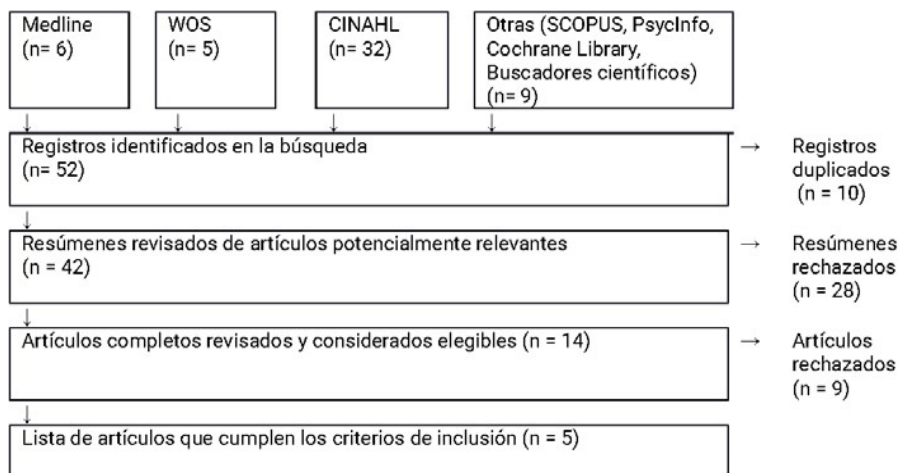 Medline
(n= 6)
WOS
(n= 5)
CINAHL
(n= 32)
Otras (SCOPUS, PsycInfo,
Cochrane Library,
Buscadores científicos)
(n= 9)
Registros identificados en la búsqueda
(n= 52)
Registros
duplicados
(n = 10)
Resúmenes revisados de artículos potencialmente relevantes
(n = 42)
Resúmenes
rechazados
(n = 28)
Artículos completos revisados y considerados elegibles (n = 14)
Artículos
rechazados
(n = 9)
Lista de artículos que cumplen los criterios de inclusión (n = 5)